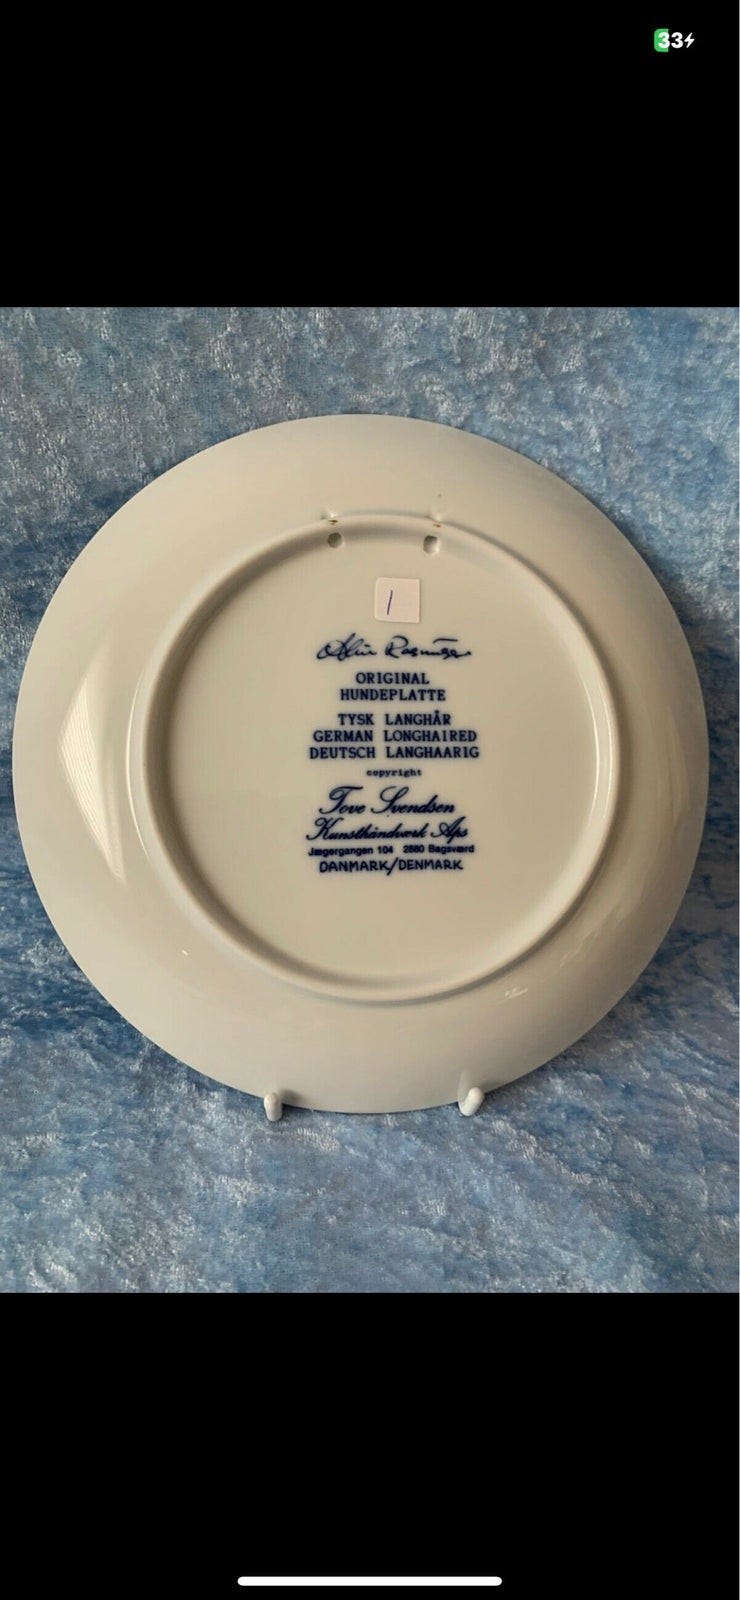 33
1
Rasmussen
ORIGINAL
HUNDEPLATTE
TYSK LANGHÅR
GERMAN LONGHAIRED
DEUTSCH LANGHAARIG
copyright
Tove Svendsen
Kunsthåndværk Aps
Jægergangen 104 2880 Bagsværd
DANMARK/DENMARK